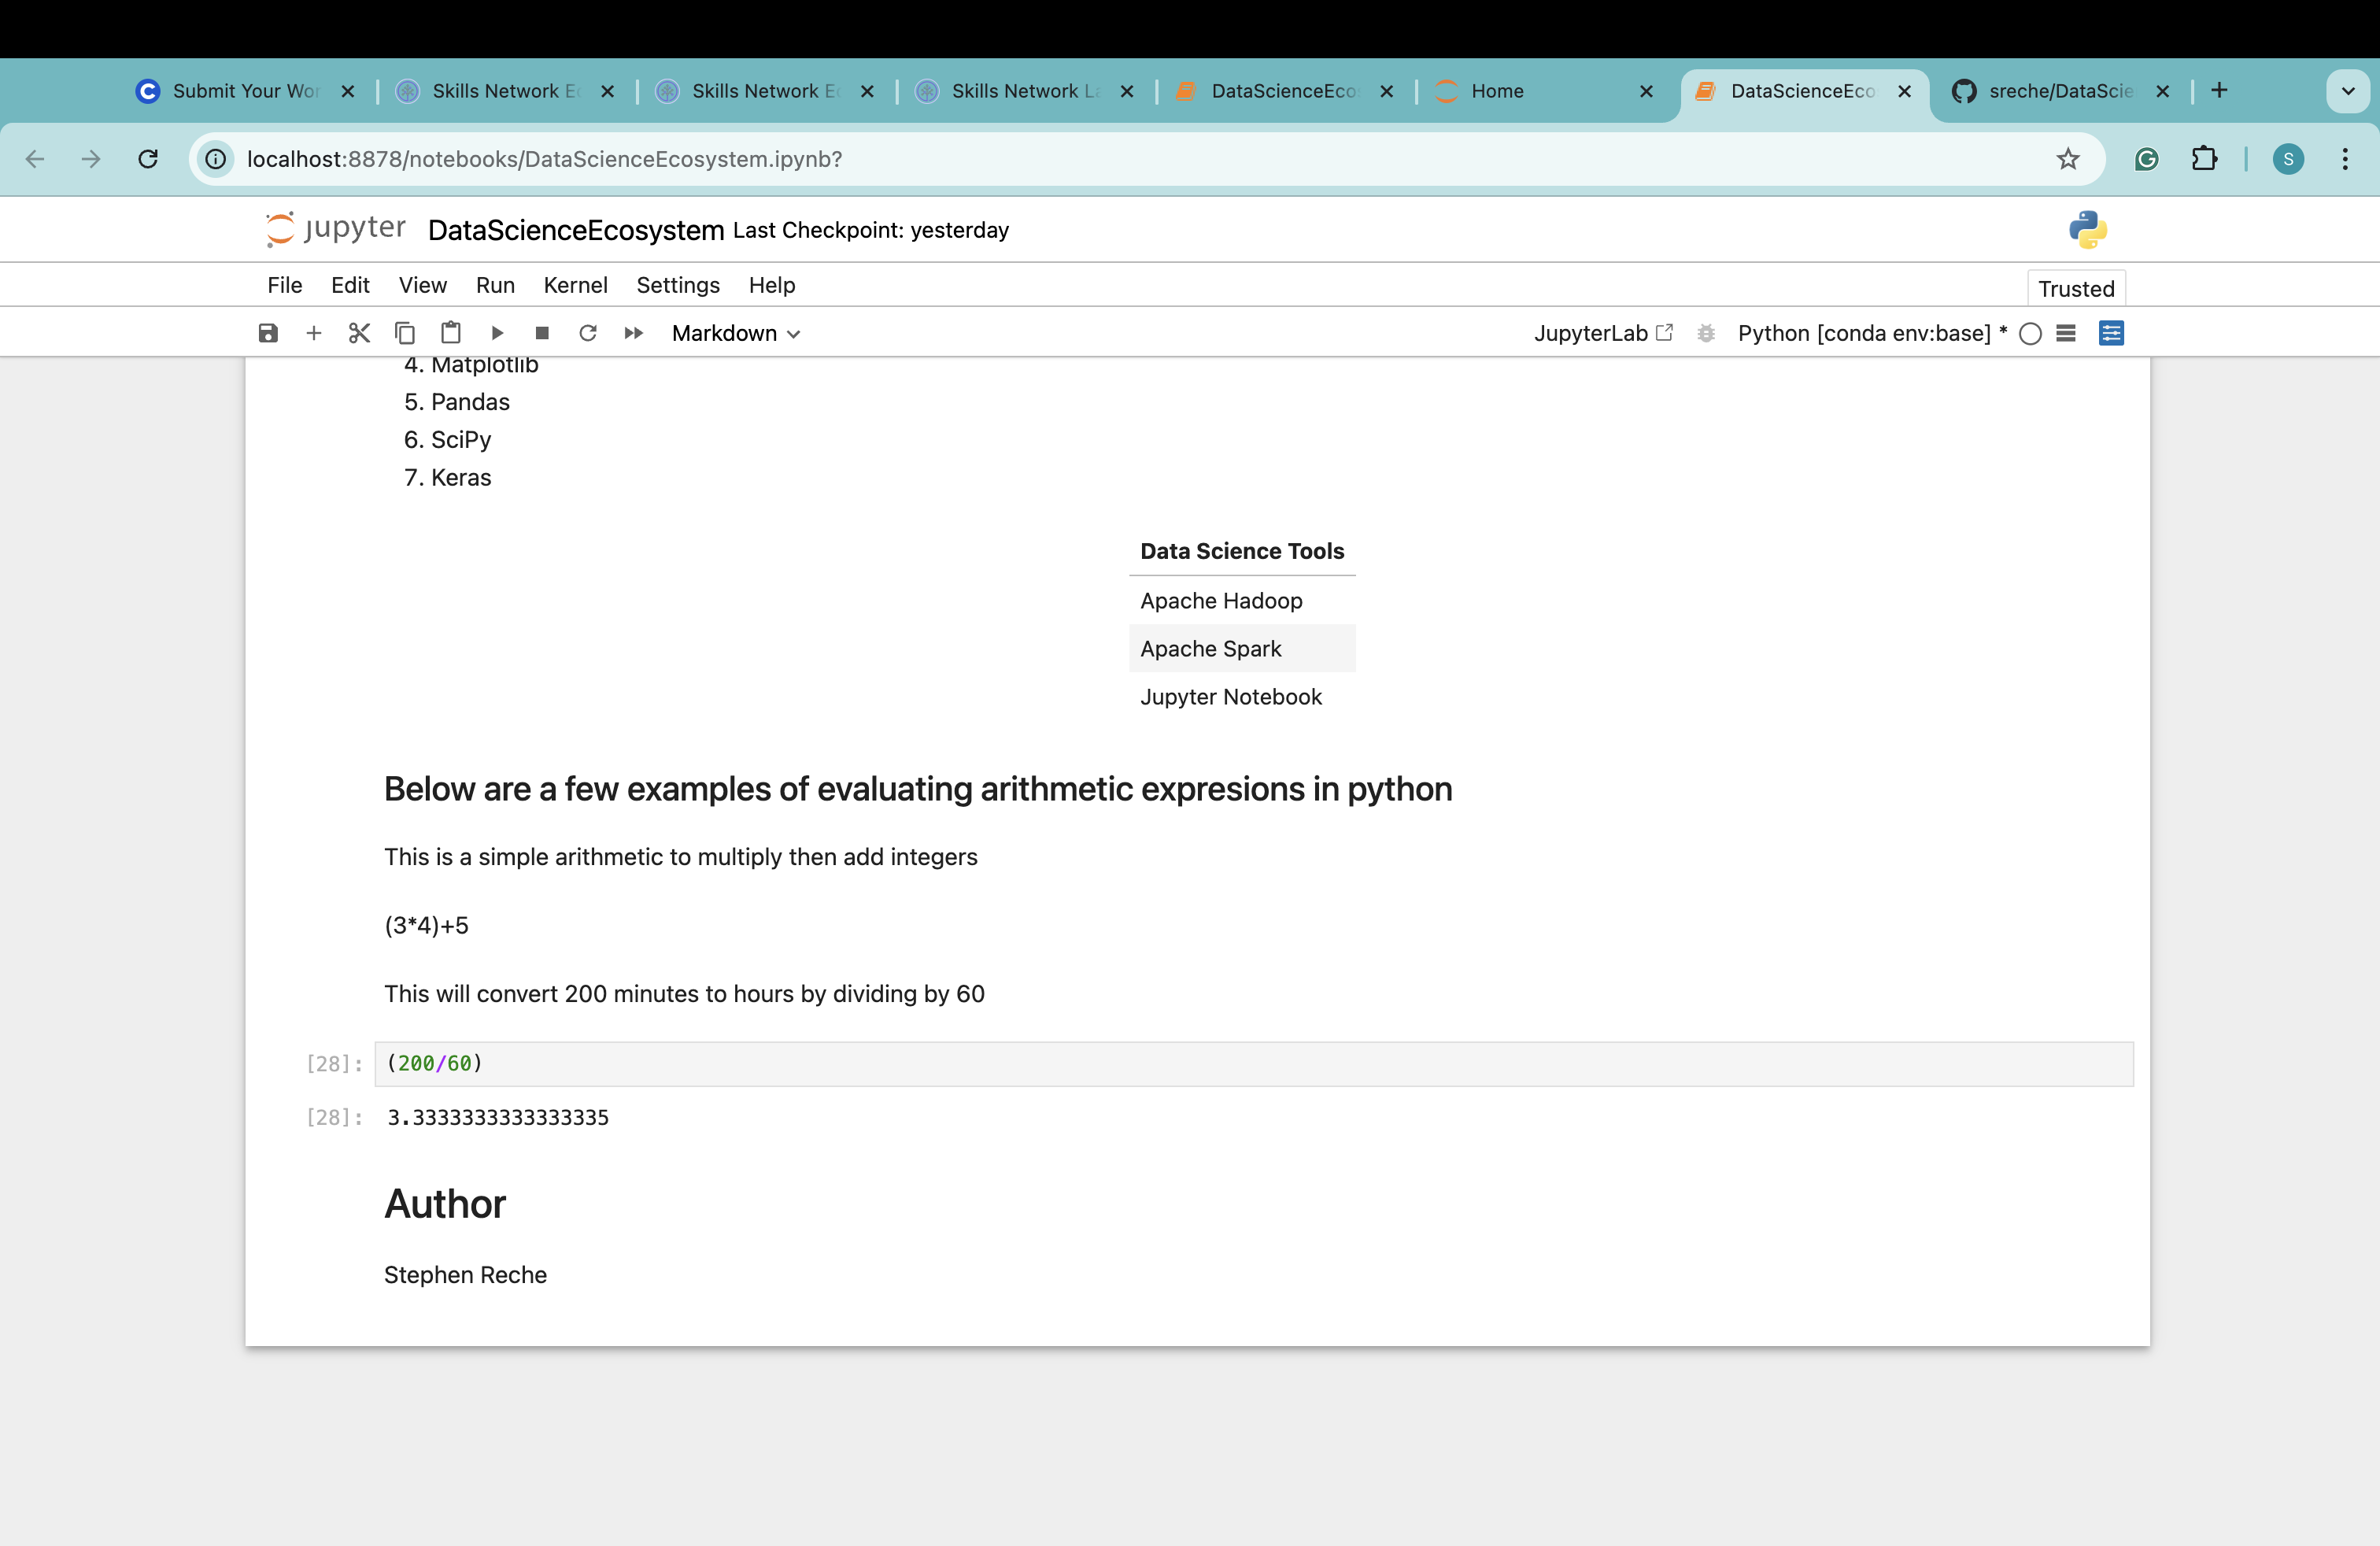 Submit Your Wor
Skills Network E
Skills Network E
Skills Network La
DataScienceEco
Home
DataScienceEco
sreche/DataScie
localhost:8878/notebooks/DataScienceEcosystem.ipynb?
S
jupyter DataScienceEcosystem Last Checkpoint: yesterday
File Edit View Run Kernel Settings Help
Trusted
Markdown
JupyterLab
Python [conda env:base] *
4. Matplotlib
5. Pandas
6. SciPy
7. Keras
Data Science Tools
Apache Hadoop
Apache Spark
Jupyter Notebook
Below are a few examples of evaluating arithmetic expresions in python
This is a simple arithmetic to multiply then add integers
(3*4)+5
This will convert 200 minutes to hours by dividing by 60
[28]: (200/60)
[28]: 3.3333333333333335
Author
Stephen Reche